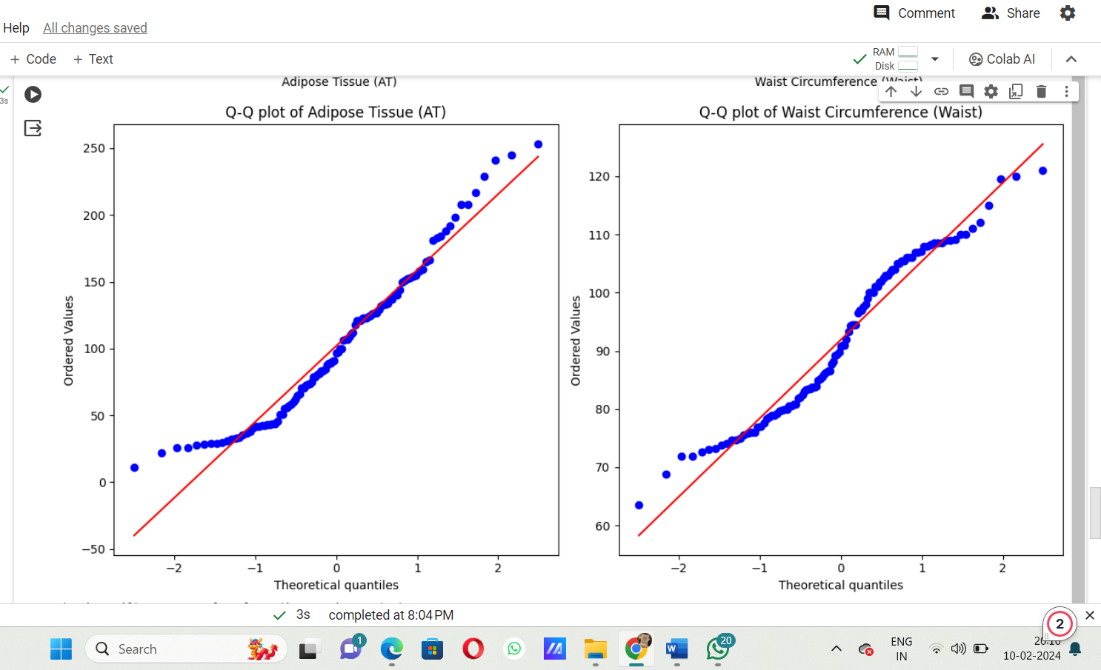 Comment Share
Help All changes saved
+ Code + Text
RAM
Disk
Colab AI
3s
Adipose Tissue (AT) Waist Circumference (Waist)
Q-Q plot of Adipose Tissue (AT)
250
200
150
100
50
0
−50
Ordered Values
−2 −1 0 1 2
Theoretical quantiles
Q-Q plot of Waist Circumference (Waist)
120
110
100
90
80
70
60
Ordered Values
−2 −1 0 1 2
Theoretical quantiles
3s completed at 8:04 PM
2
Search
1
20
ENG
IN
10-02-2024